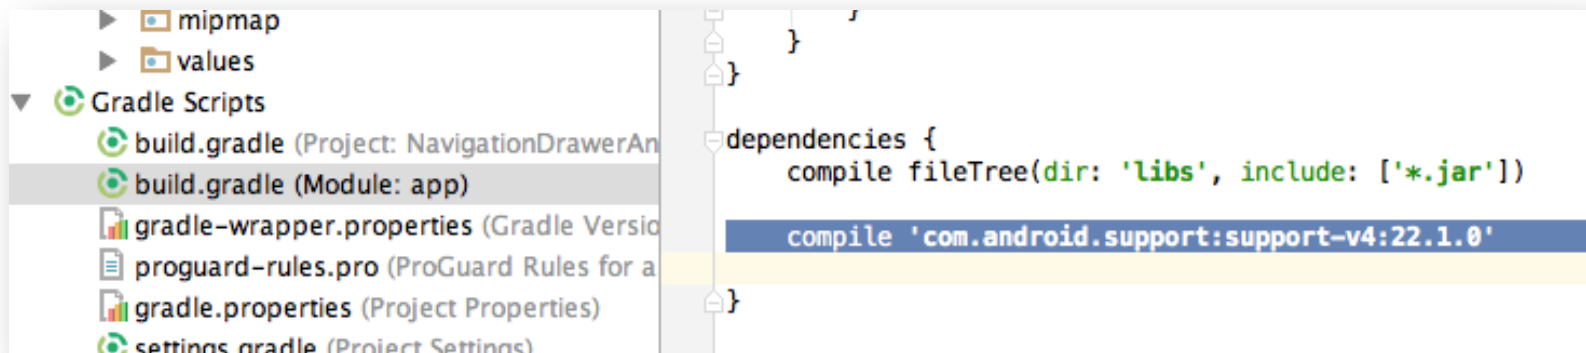 mipmap
values
Gradle Scripts
build.gradle (Project: NavigationDrawerAn
build.gradle (Module: app)
gradle-wrapper.properties (Gradle Versio
proguard-rules.pro (ProGuard Rules for a
gradle.properties (Project Properties)
settings.gradle (Project Settings)
}
}
}
dependencies {
compile fileTree(dir: 'libs', include: ['*.jar'])
compile 'com.android.support:support-v4:22.1.0'
}